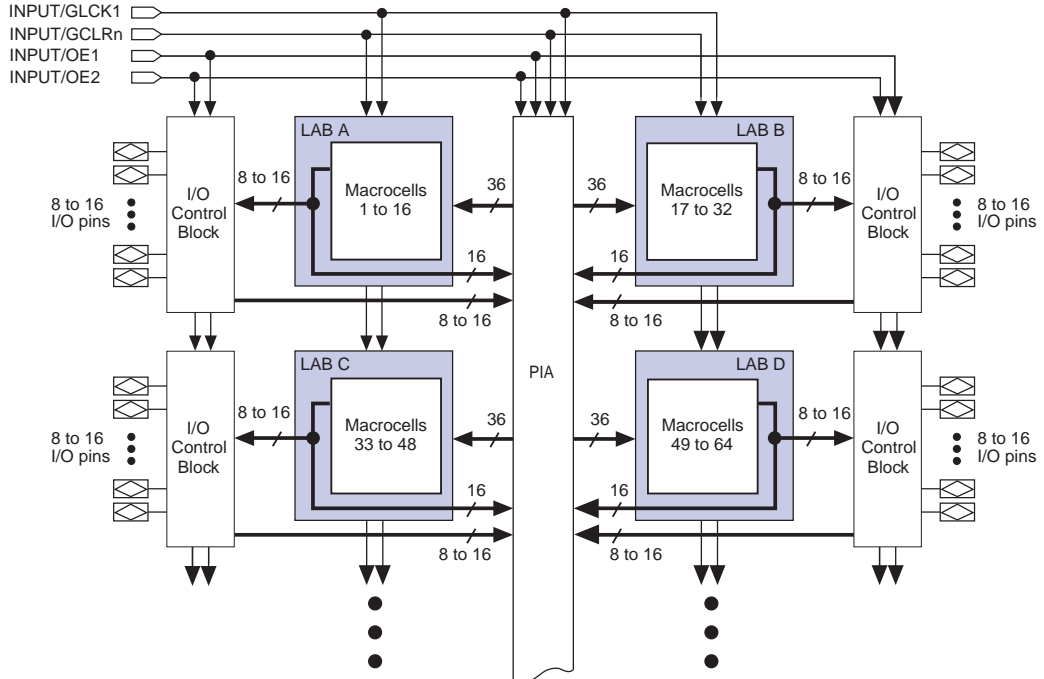 INPUT/GLCK1
INPUT/GCLRn
INPUT/OE1
INPUT/OE2
LAB A
LAB B
8 to 16
I/O pins
I/O
Control
Block
8 to 16
Macrocells
1 to 16
36
36
Macrocells
17 to 32
8 to 16
I/O
Control
Block
8 to 16
I/O pins
16
16
8 to 16
8 to 16
LAB C
PIA
LAB D
8 to 16
I/O pins
I/O
Control
Block
8 to 16
Macrocells
33 to 48
36
36
Macrocells
49 to 64
8 to 16
I/O
Control
Block
8 to 16
I/O pins
16
16
8 to 16
8 to 16